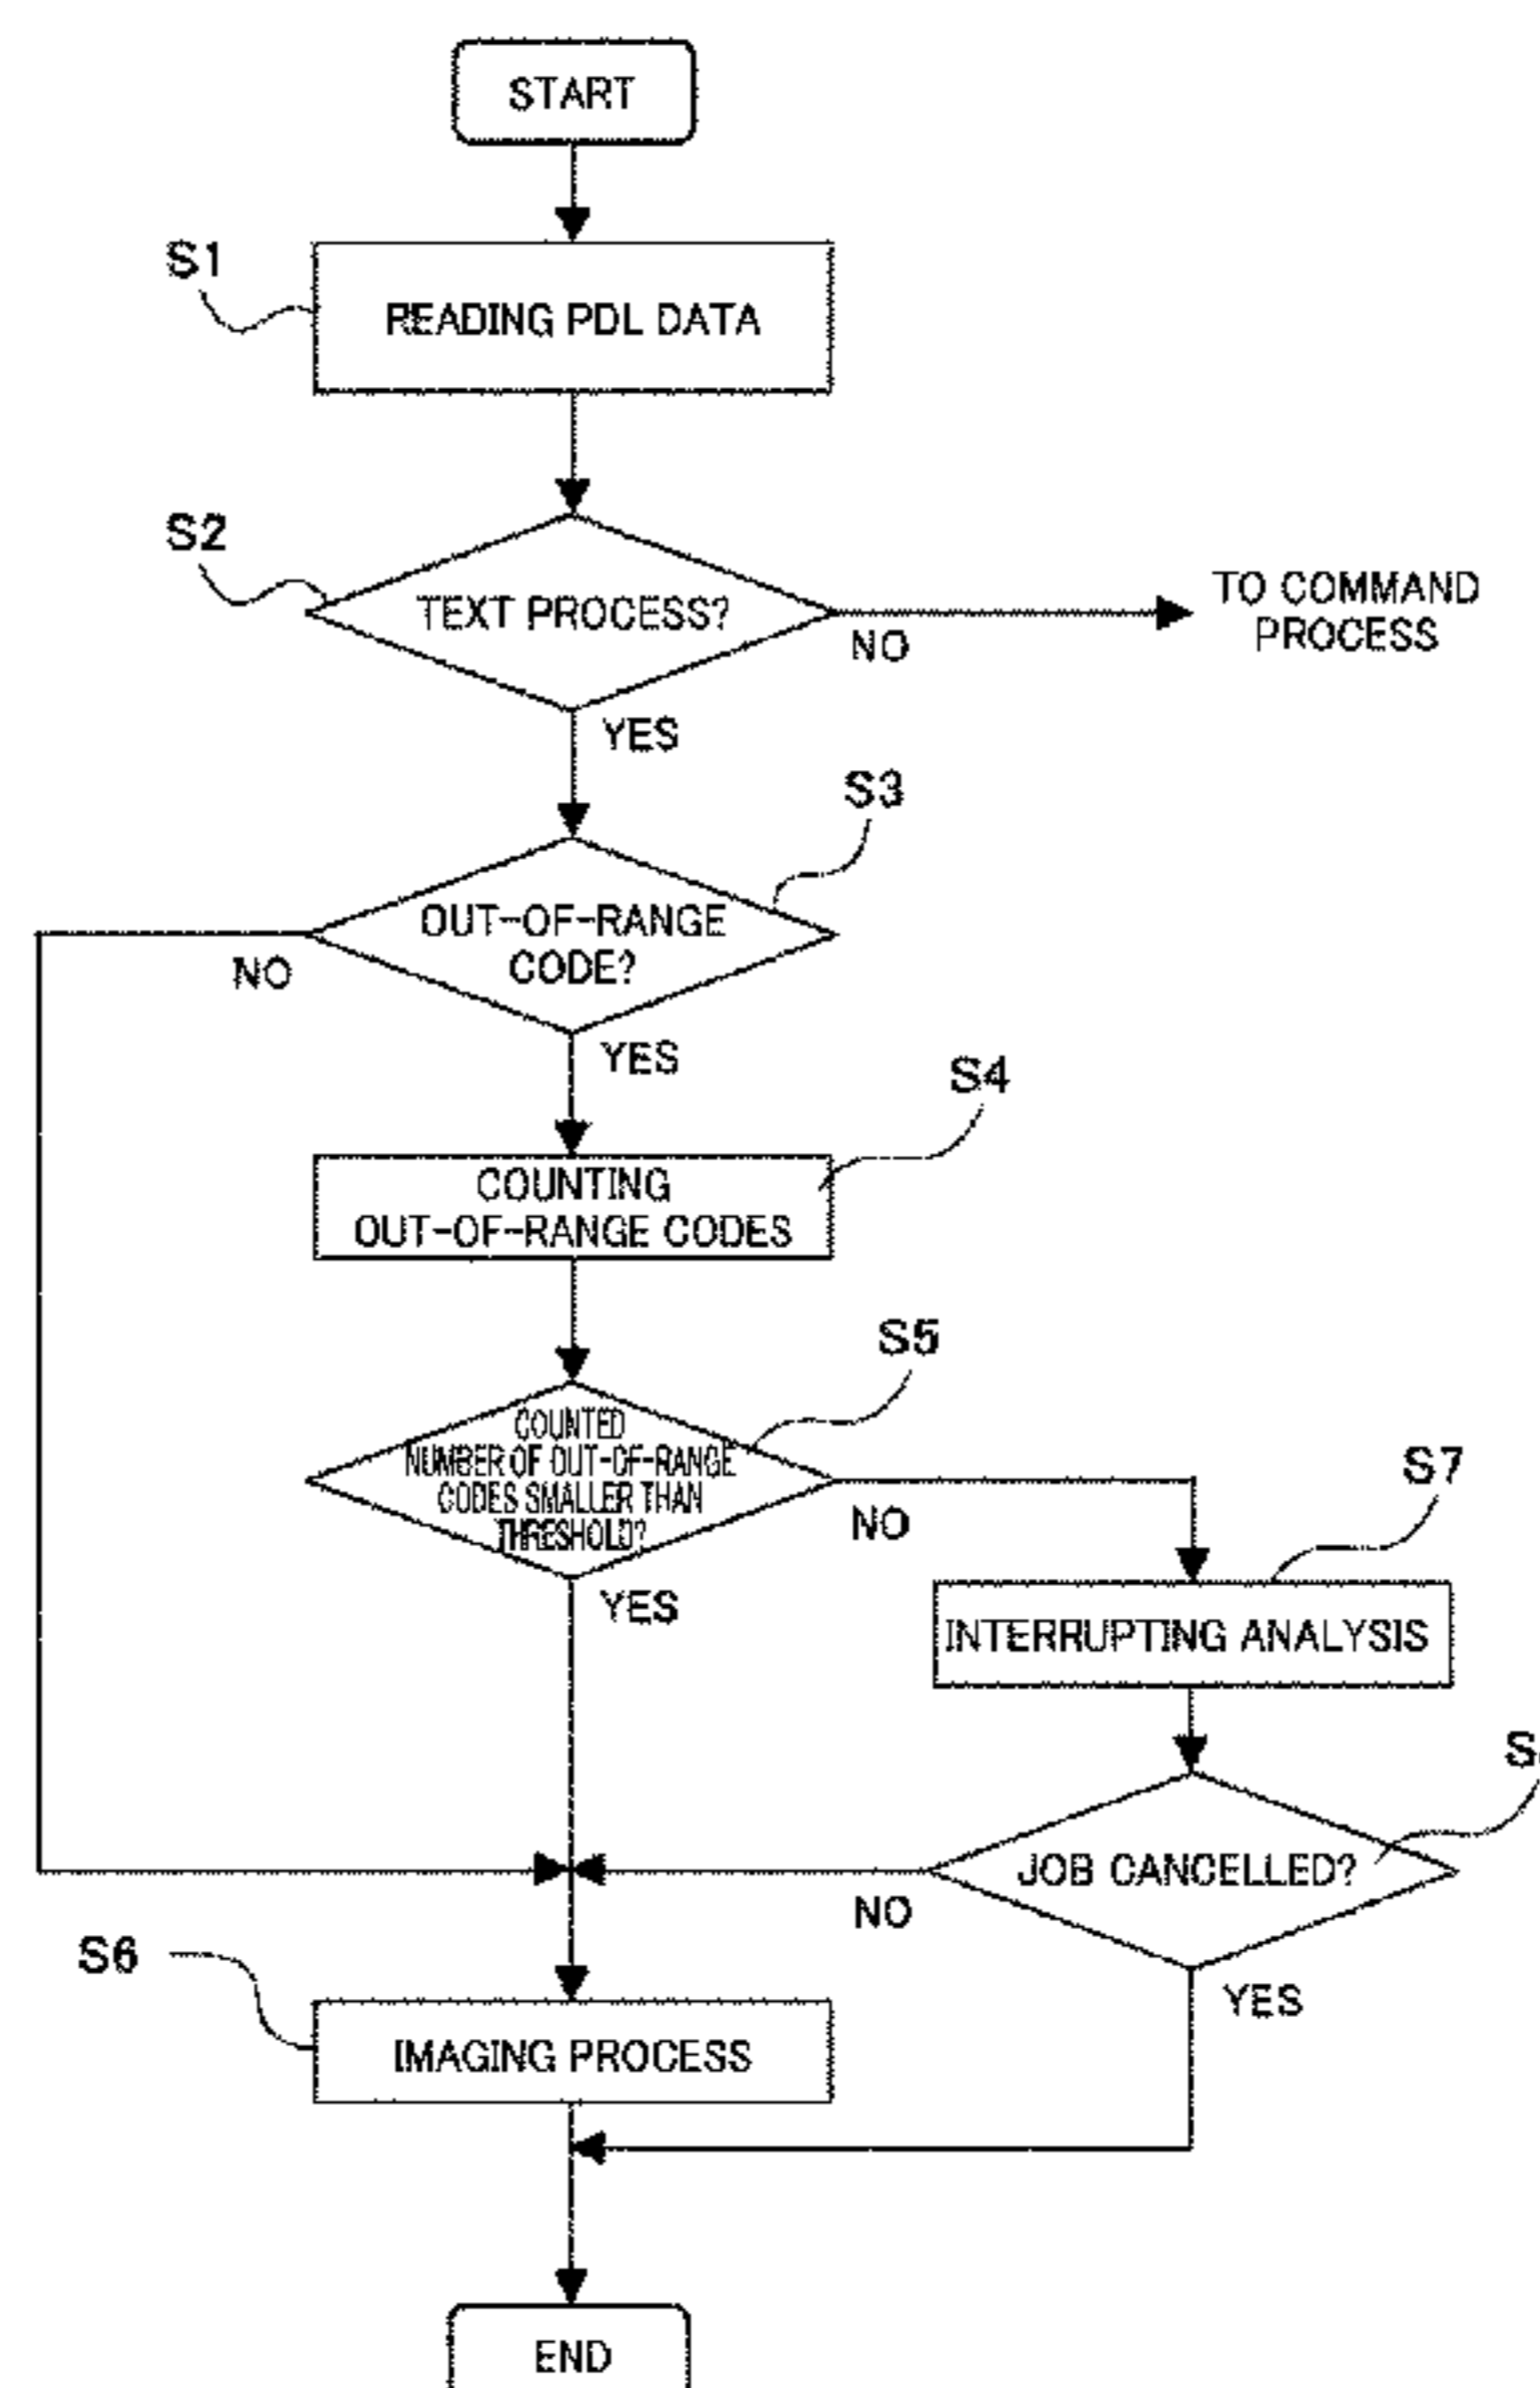 START
S1
READING PDL DATA
S2
TEXT PROCESS?
TO COMMAND
PROCESS
NO
YES
S3
OUT-OF-RANGE
CODE?
NO
YES
S4
COUNTING
OUT-OF-RANGE CODES
S5
COUNTED
NUMBER OF OUT-OF-RANGE
CODES SMALLER THAN
THRESHOLD?
NO
YES
S7
INTERRUPTING ANALYSIS
S
JOB CANCELLED?
NO
YES
S6
IMAGING PROCESS
END